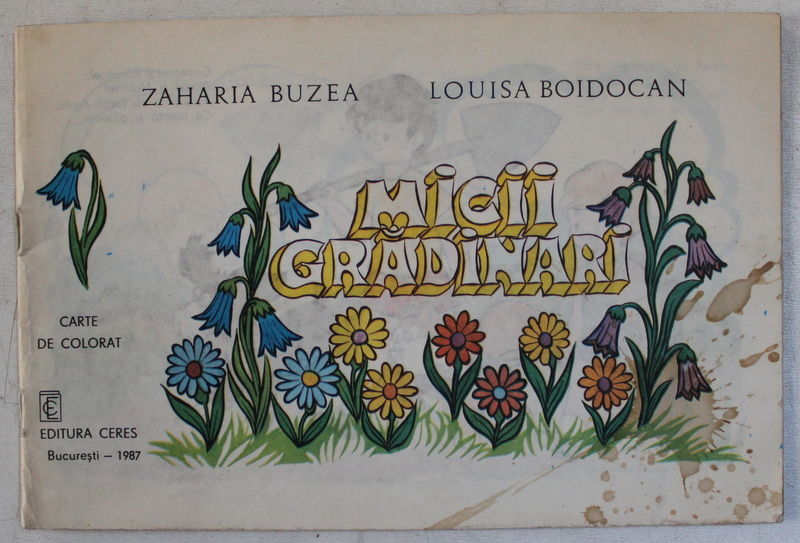 ZAHARIA BUZEA
LOUISA BOIDOCAN
MICII
GRĂDINARI
CARTE
DE COLORAT
EDITURA CERES
București – 1987